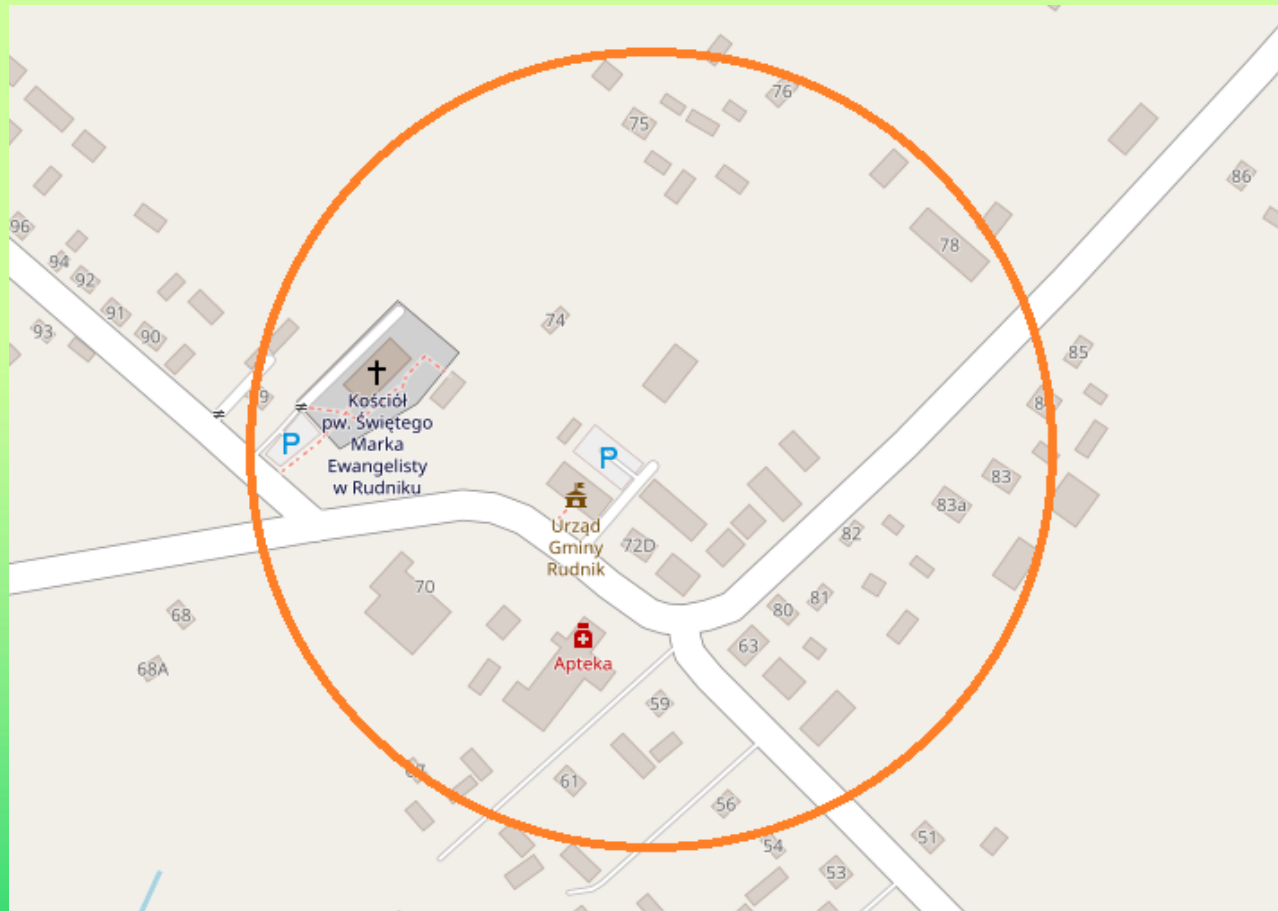 76
75
86
96
78
94
92
91
93
90
74
85
Kościół
pw. Świętego
Marka
Ewangelisty
w Rudniku
P
P
83
83a
82
Urząd
Gminy
Rudnik
72D
70
68
81
80
63
Apteka
68A
59
61
56
54
51
53